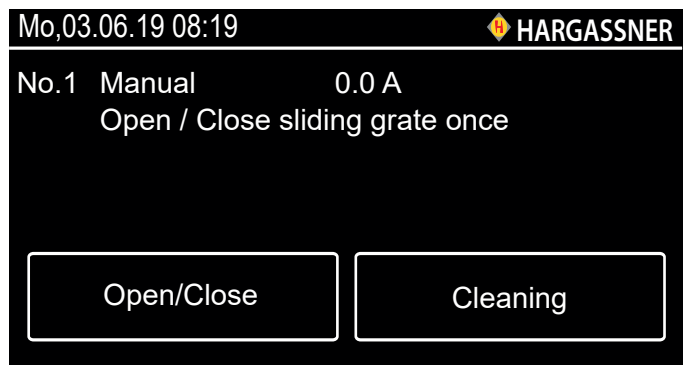 Mo,03.06.19 08:19 HARGASSNER
No.1 Manual 0.0 A
Open / Close sliding grate once
Open/Close Cleaning